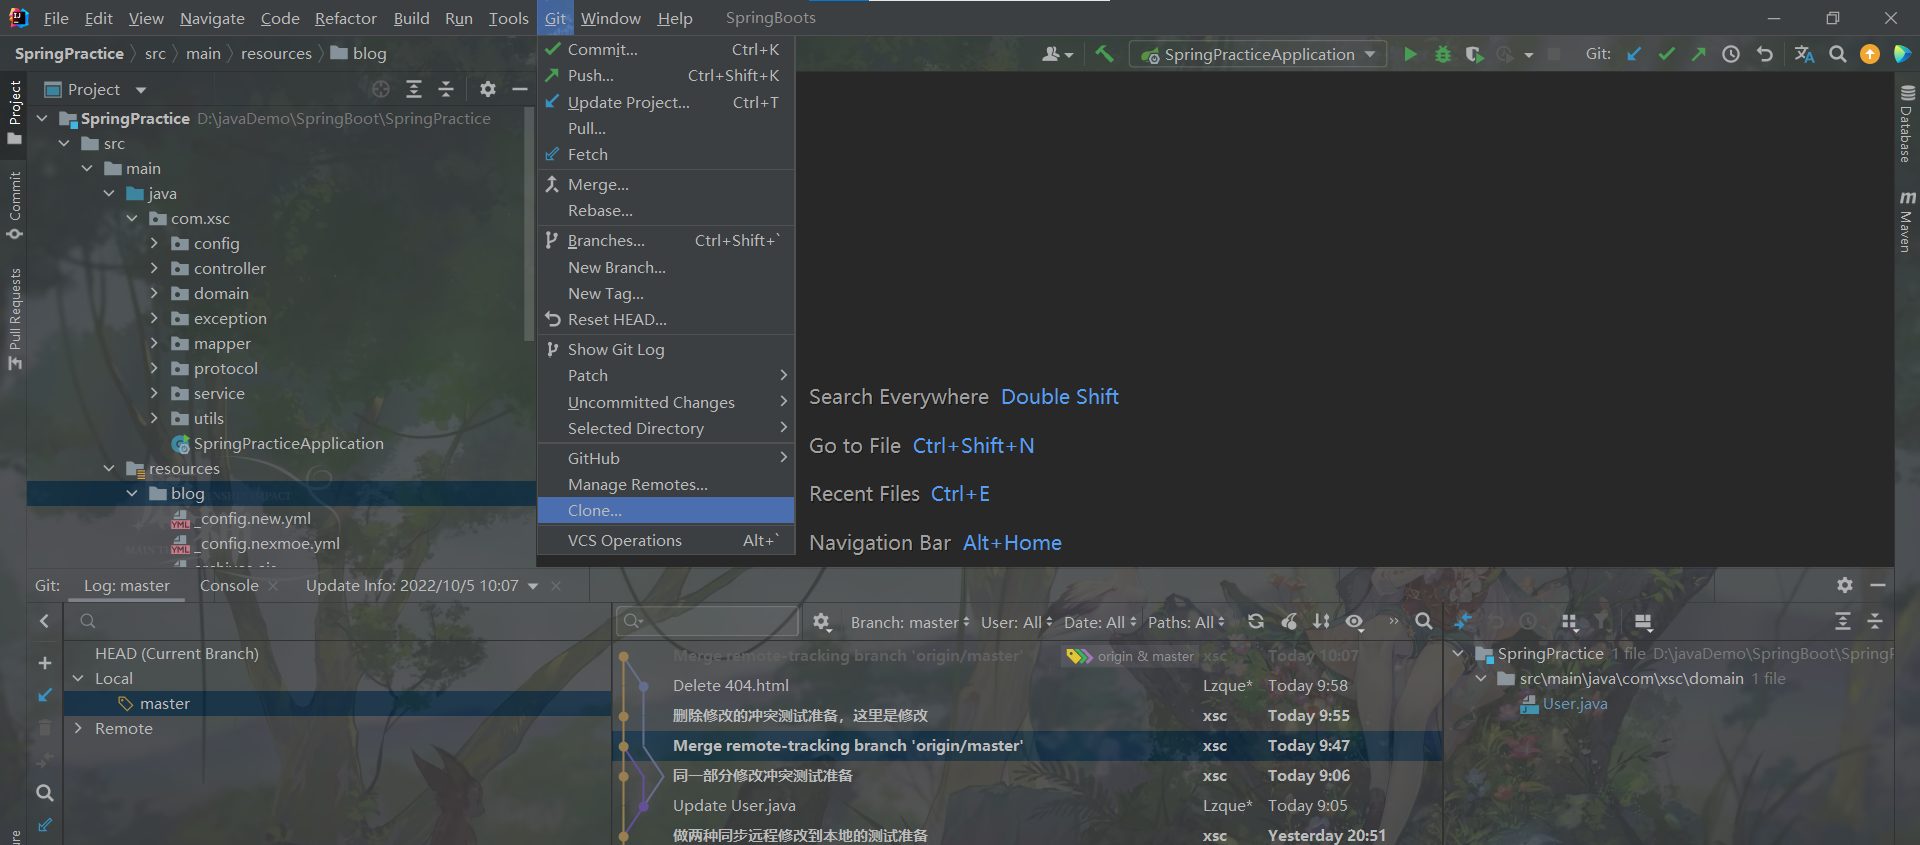 File Edit View Navigate Code Refactor Build Run Tools Git Window Help SpringBoots
SpringPractice src main resources blog
SpringPracticeApplication
Git:
Project
Commit
Pull Requests
Project
SpringPractice D:\javaDemo\SpringBoot\SpringPractice
src
main
java
com.xsc
config
controller
domain
exception
mapper
protocol
service
utils
SpringPracticeApplication
resources
blog
_config.new.yml
_config.nexmoe.yml
Commit... Ctrl+K
Push... Ctrl+Shift+K
Update Project... Ctrl+T
Pull...
Fetch
Merge...
Rebase...
Branches... Ctrl+Shift+`
New Branch...
New Tag...
Reset HEAD...
Show Git Log
Patch
Uncommitted Changes
Selected Directory
GitHub
Manage Remotes...
Clone...
VCS Operations Alt+`
Search Everywhere Double Shift
Go to File Ctrl+Shift+N
Recent Files Ctrl+E
Navigation Bar Alt+Home
Database
Maven
Git: Log: master Console Update Info: 2022/10/5 10:07
HEAD (Current Branch)
Local
master
Remote
Branch: master User: All Date: All Paths: All
Merge remote-tracking branch 'origin/master' origin & master xsc Today 10:07
Delete 404.html Lzque* Today 9:58
删除修改的冲突测试准备，这里是修改 xsc Today 9:55
Merge remote-tracking branch 'origin/master' xsc Today 9:47
同一部分修改冲突测试准备 xsc Today 9:06
Update User.java Lzque* Today 9:05
做两种同步远程修改到本地的测试准备 xsc Yesterday 20:51
SpringPractice 1 file D:\javaDemo\SpringBoot\SpringP
src\main\java\com\xsc\domain 1 file
User.java